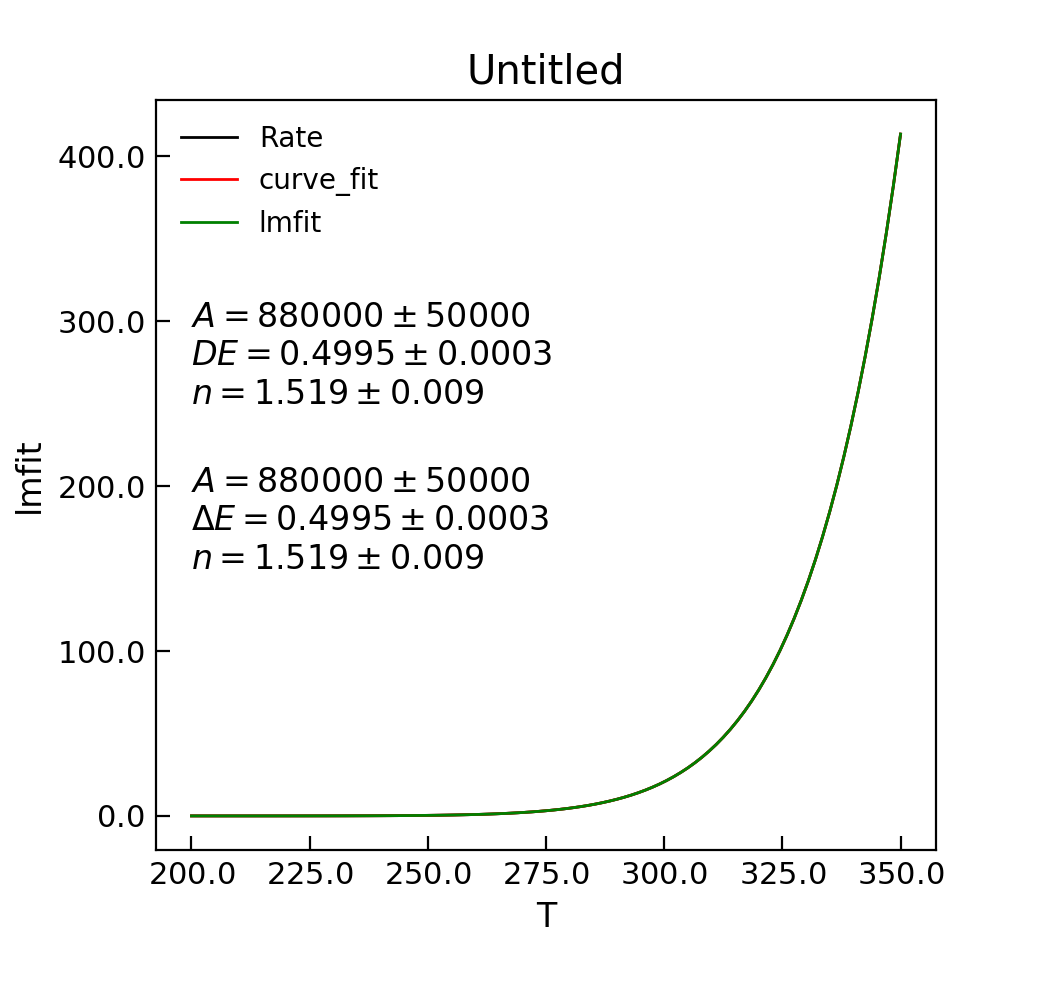 Untitled
Rate
curve_fit
lmfit
400.0
300.0
200.0
100.0
0.0
A = 880000 ± 50000
DE = 0.4995 ± 0.0003
n = 1.519 ± 0.009
A = 880000 ± 50000
ΔE = 0.4995 ± 0.0003
n = 1.519 ± 0.009
lmfit
200.0 225.0 250.0 275.0 300.0 325.0 350.0
T